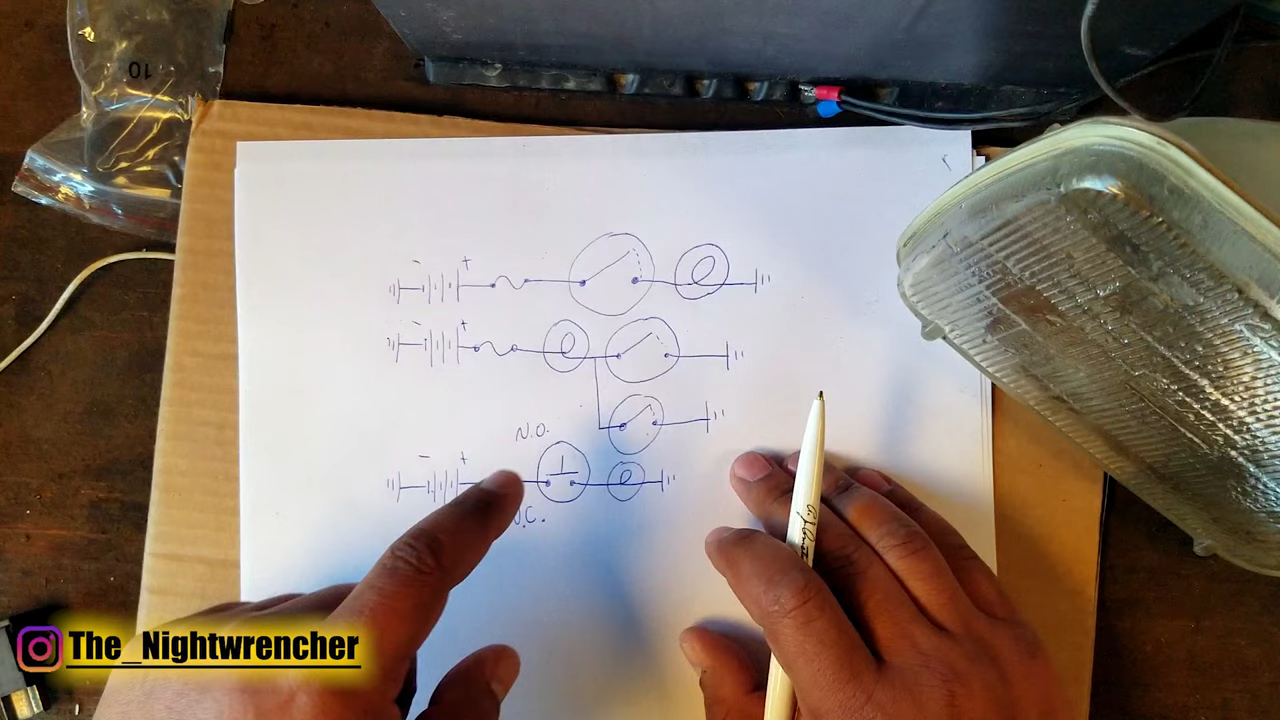 10
- +
- +
N.O.
- +
.C.
The_Nightwrencher